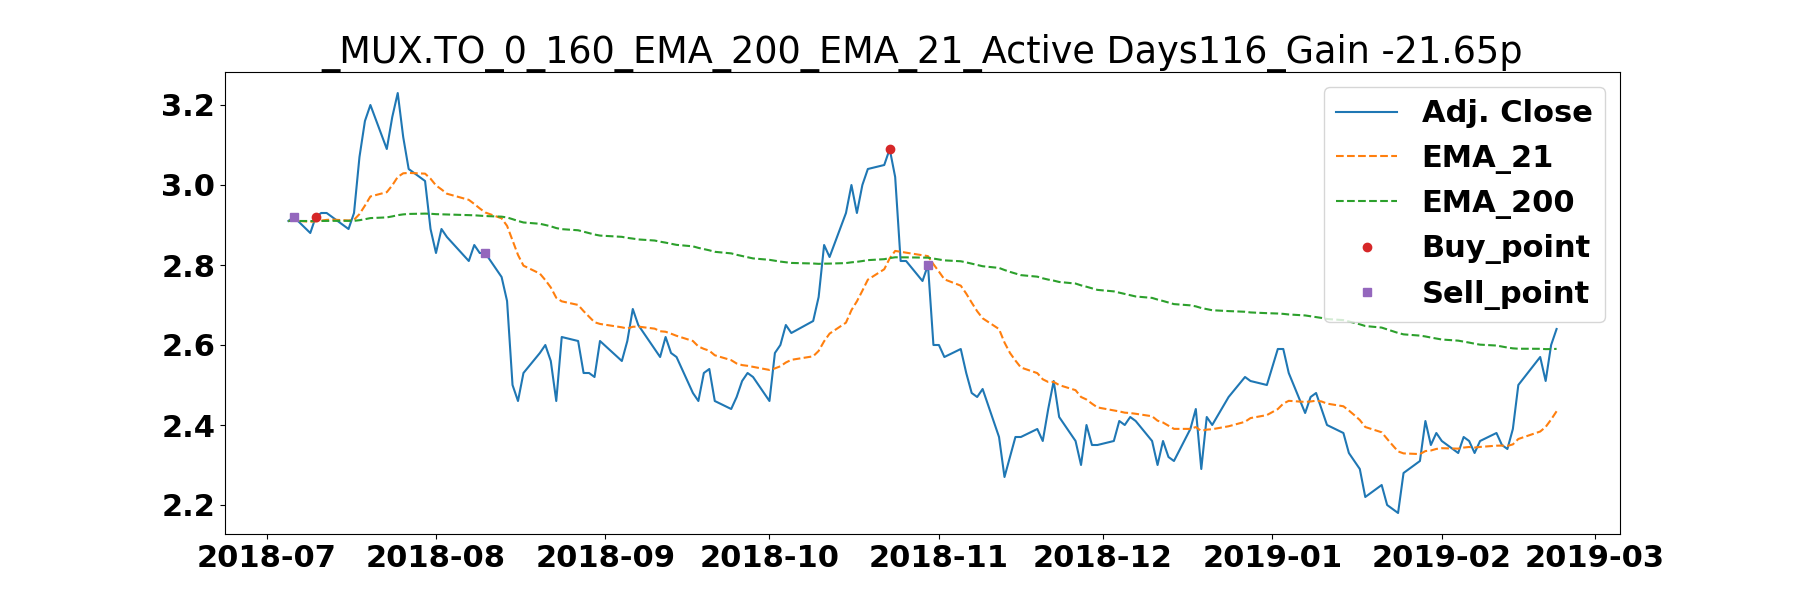 _MUX.TO_0_160_EMA_200_EMA_21_Active Days116_Gain -21.65p
3.2
3.0
2.8
2.6
2.4
2.2
Adj. Close
EMA_21
EMA_200
Buy_point
Sell_point
2018-07 2018-08 2018-09 2018-10 2018-11 2018-12 2019-01 2019-02 2019-03